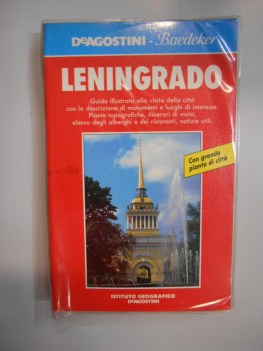 DeAGOSTINI - Baedeker
LENINGRADO
Guida illustrata alla visita della città
con la descrizione di monumenti e luoghi di interesse.
Piante topografiche, itinerari di visita,
elenco degli alberghi e dei ristoranti, notizie utili.
Con grande
pianta di città
ISTITUTO GEOGRAFICO
DeAGOSTINI